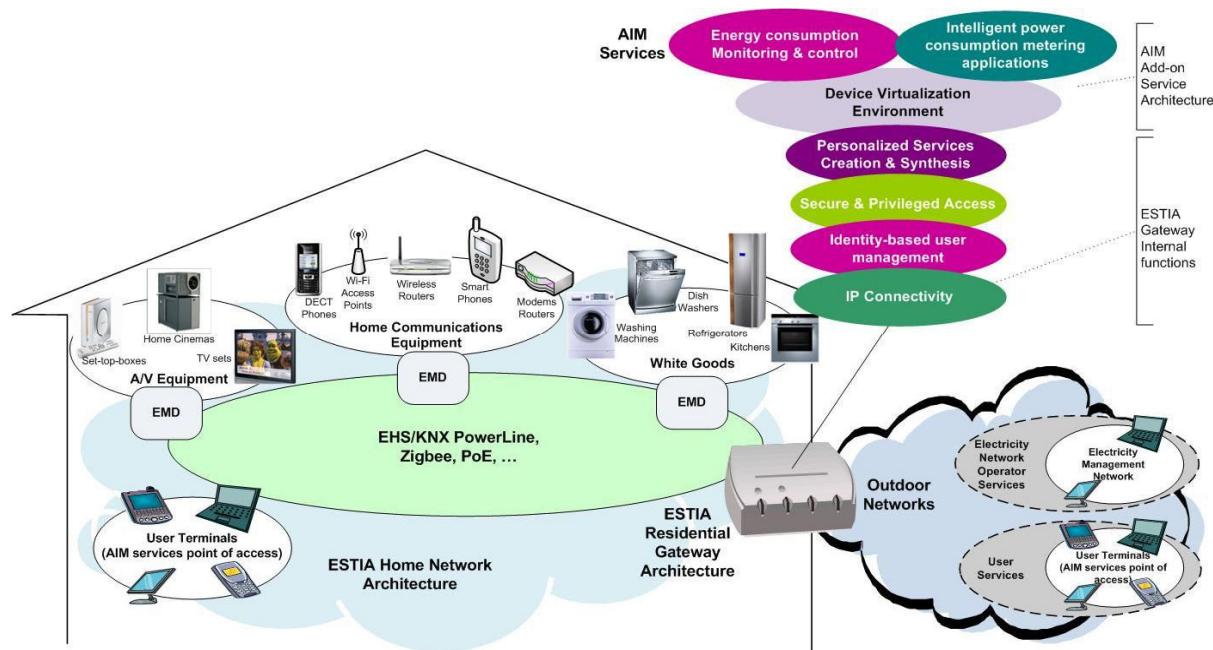 AIM
Services
Energy consumption
Monitoring & control
Intelligent power
consumption metering
applications
Device Virtualization
Environment
AIM
Add-on
Service
Architecture
Personalized Services
Creation & Synthesis
Secure & Privileged Access
Identity-based user
management
IP Connectivity
ESTIA
Gateway
Internal
functions
Set-top-boxes
Home Cinemas
TV sets
A/V Equipment
DECT
Phones
Wi-Fi
Access
Points
Wireless
Routers
Smart
Phones
Modems
Routers
Home Communications
Equipment
Washing
Machines
Dish
Washers
Rofrigerators
Kitchens
White Goods
EMD
EMD
EMD
EHS/KNX PowerLine,
Zigbee, PoE, ...
User Terminals
(AIM services point of access)
ESTIA Home Network
Architecture
ESTIA
Residential
Gateway
Architecture
Outdoor
Networks
Electricity
Network
Operator
Services
Electricity
Management
Network
User
Services
User Terminals
(AIM services point of
access)